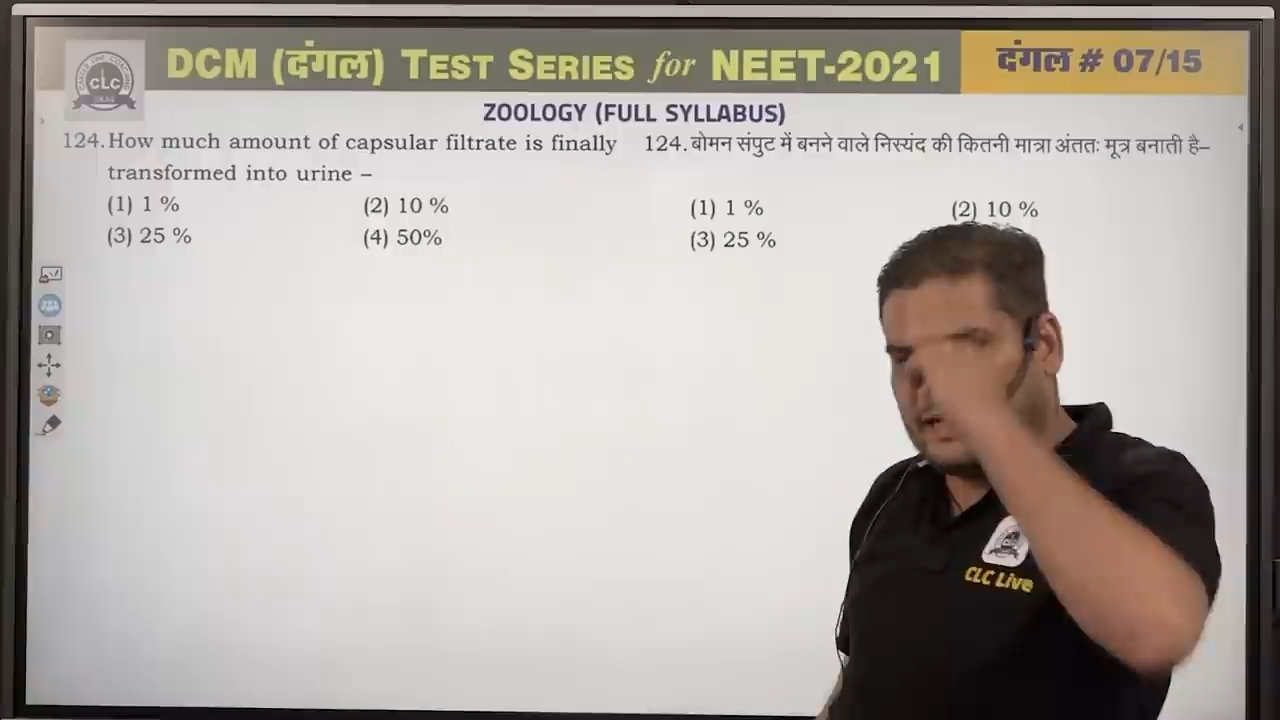 DCM (दंगल) TEST SERIES for NEET-2021
दंगल # 07/15
CLC
ZOOLOGY (FULL SYLLABUS)
124. How much amount of capsular filtrate is finally
transformed into urine –
(1) 1 % (2) 10 %
(3) 25 % (4) 50%
124. बोमन संपुट में बनने वाले निस्यंद की कितनी मात्रा अंततः मूत्र बनाती है–
(1) 1 % (2) 10 %
(3) 25 %
CLC Live